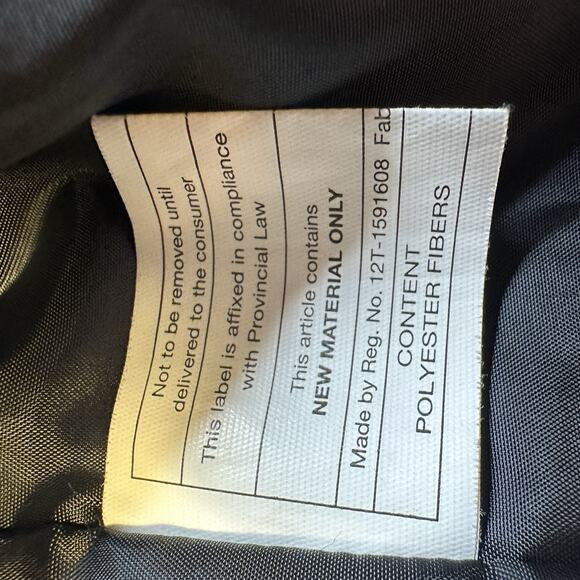 Not to be removed until
delivered to the consumer
This label is affixed in compliance
with Provincial Law
This article contains
NEW MATERIAL ONLY
Made by Reg. No. 12T-1591608 Fab
CONTENT
POLYESTER FIBERS